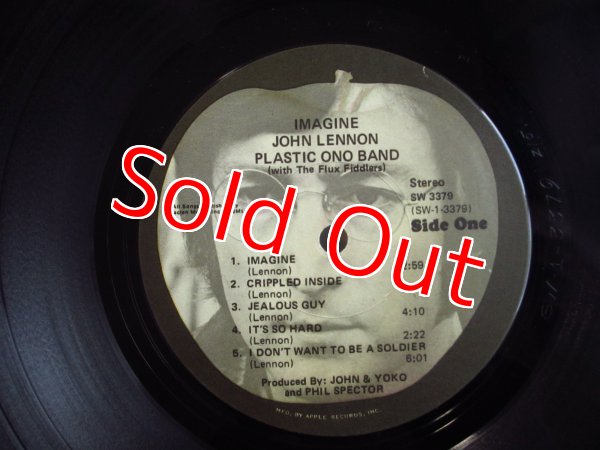 IMAGINE
JOHN LENNON
PLASTIC ONO BAND
(with The Flux Fiddlers)
Stereo
SW 3379
(SW-1-3379)
Side One
Sold Out
1. IMAGINE :59
(Lennon)
2. CRIPPLED INSIDE
(Lennon)
3. JEALOUS GUY
(Lennon) 4:10
4. IT'S SO HARD
(Lennon) 2:22
5. I DON'T WANT TO BE A SOLDIER
(Lennon) 6:01
Produced By: JOHN & YOKO
and PHIL SPECTOR
MFD. BY APPLE RECORDS, INC.